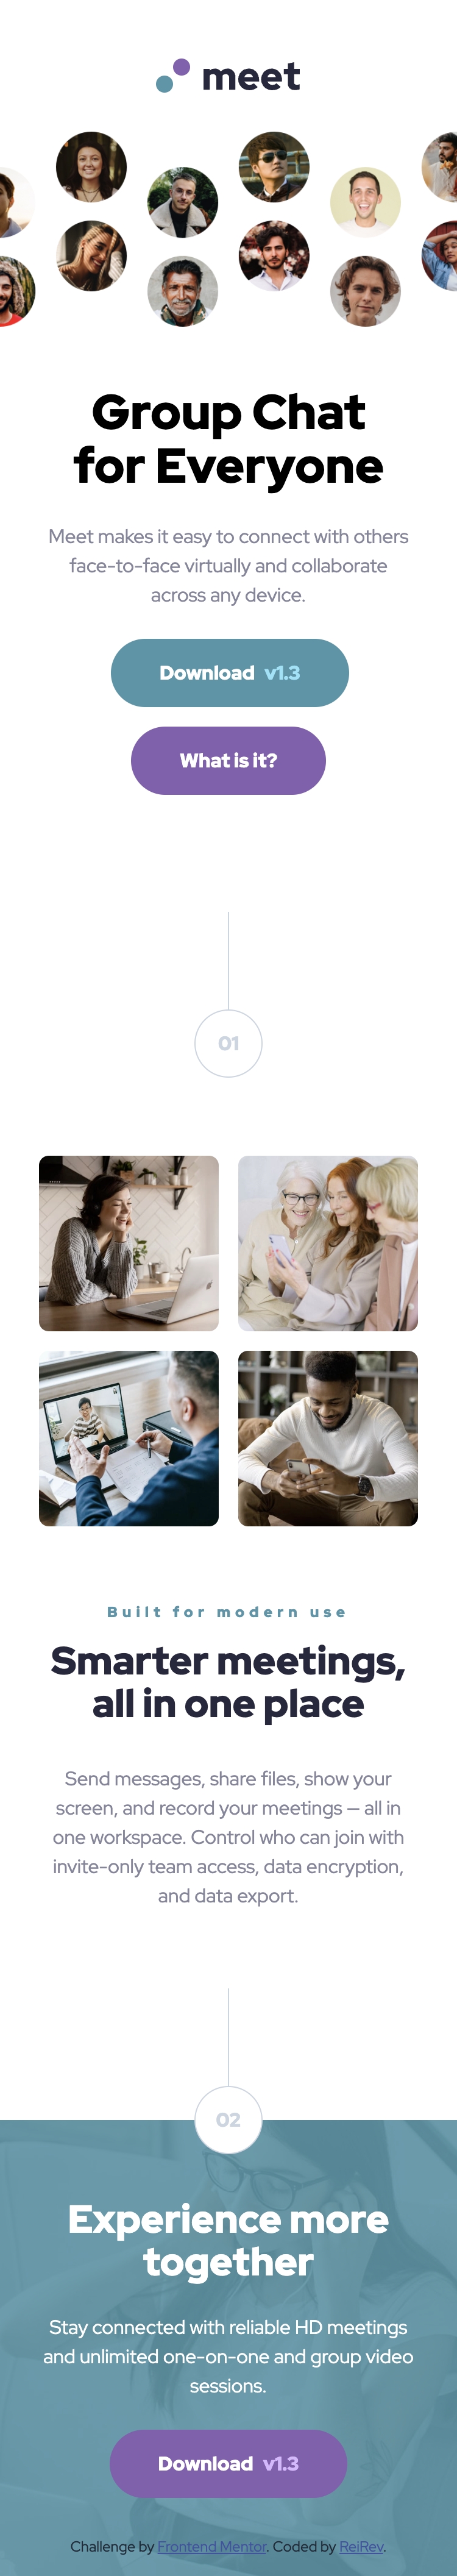 meet
Group Chat
for Everyone
Meet makes it easy to connect with others
face-to-face virtually and collaborate
across any device.
Download v1.3
What is it?
01
Built for modern use
Smarter meetings,
all in one place
Send messages, share files, show your
screen, and record your meetings — all in
one workspace. Control who can join with
invite-only team access, data encryption,
and data export.
02
Experience more
together
Stay connected with reliable HD meetings
and unlimited one-on-one and group video
sessions.
Download v1.3
Challenge by Frontend Mentor. Coded by ReiRev.